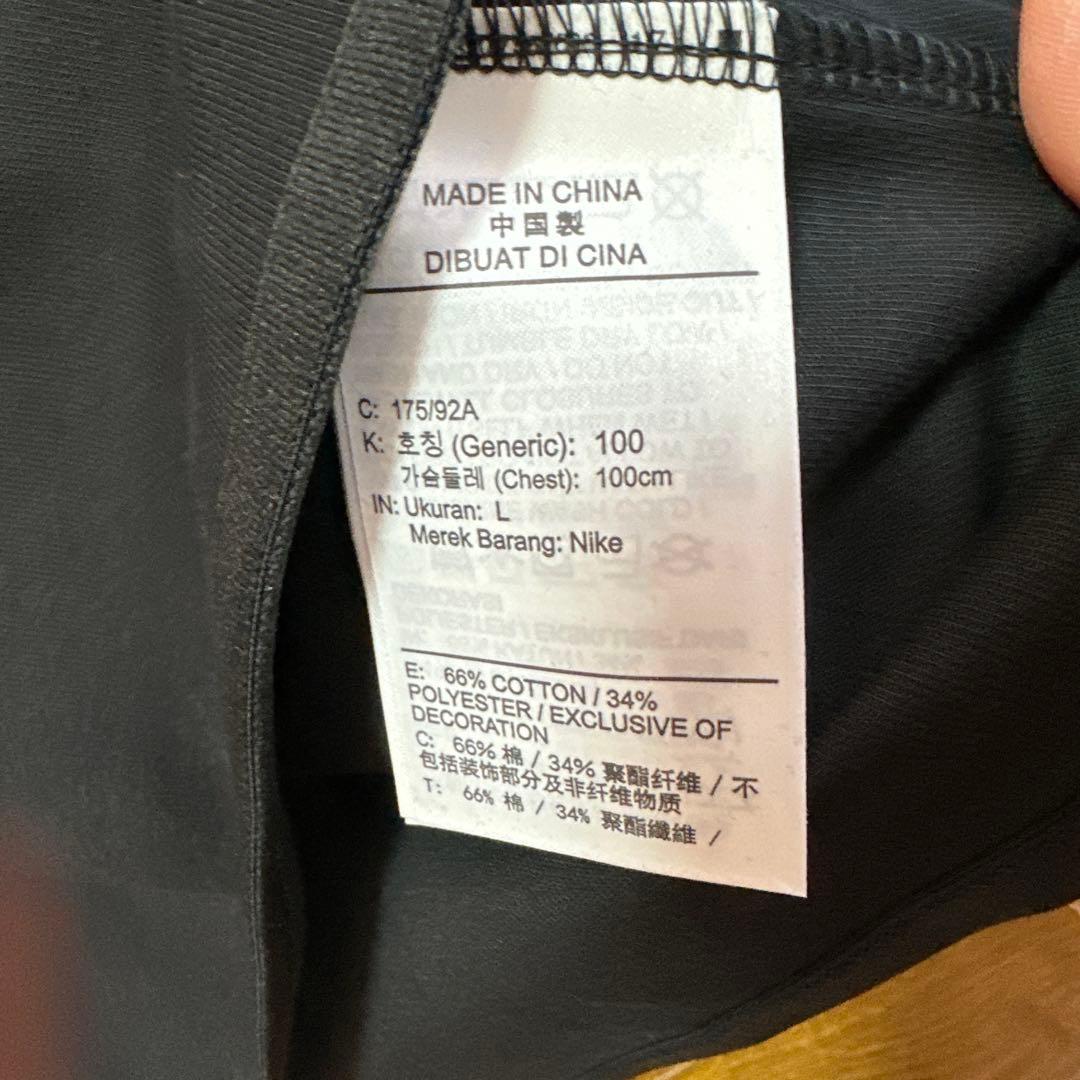 MADE IN CHINA
中国製
DIBUAT DI CINA
C: 175/92A
K: 호칭 (Generic): 100
가슴둘레 (Chest): 100cm
IN: Ukuran: L
Merek Barang: Nike
E: 66% COTTON / 34%
POLYESTER / EXCLUSIVE OF
DECORATION
C: 66% 棉 / 34% 聚酯纤维 / 不
包括装饰部分及非纤维物质
T: 66% 棉 / 34% 聚酯纖維 /